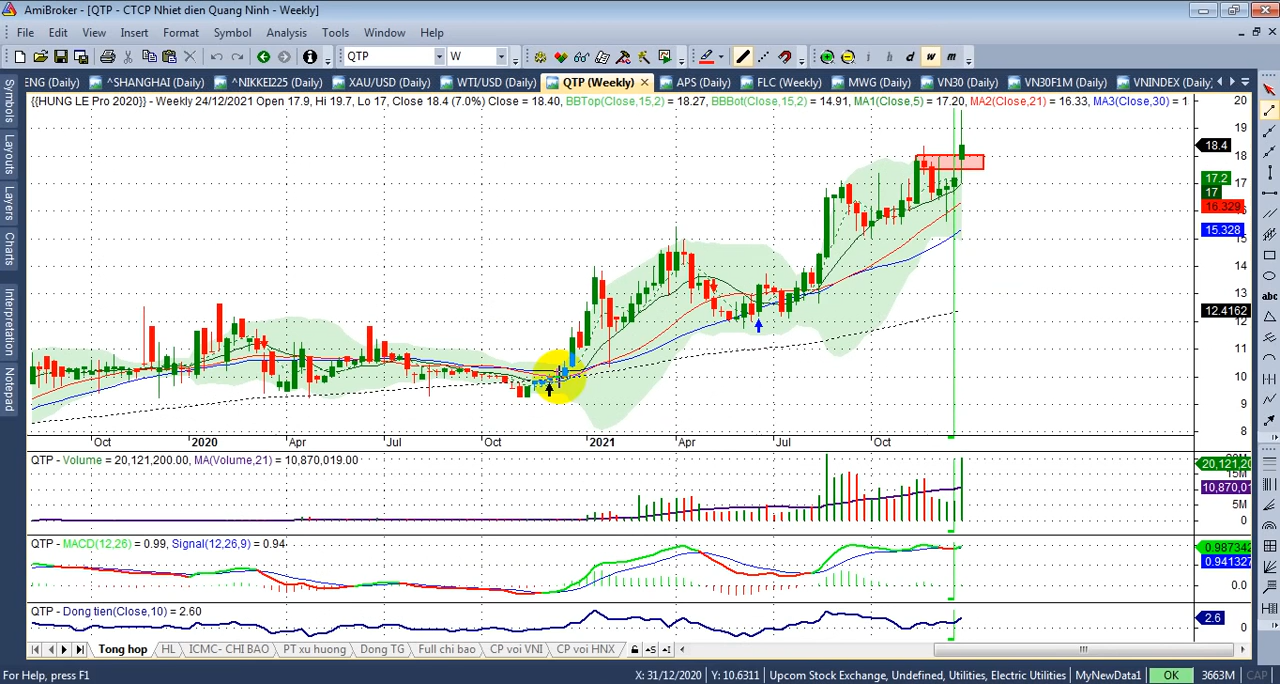 AmiBroker - [QTP - CTCP Nhiet dien Quang Ninh - Weekly]
File Edit View Insert Format Tools Symbol Analysis Window Help
QTP W i h d w m
ENG (Daily) ^SHANGHAI (Daily) ^NIKKEI225 (Daily) XAU/USD (Daily) WTI/USD (Daily) QTP (Weekly) APS (Daily) FLC (Weekly) MWG (Daily) VN30 (Daily) VN30F1M (Daily) VNINDEX (Daily)
{{HUNG LE Pro 2020}} - Weekly 24/12/2021 Open 17.9, Hi 19.7, Lo 17, Close 18.4 (7.0%) Close = 18.40, BBTop(Close,15,2) = 18.27, BBBot(Close,15,2) = 14.91, MA1(Close,5) = 17.20, MA2(Close,21) = 16.33, MA3(Close,30) = 1
Symbols
Layouts
Layers
Charts
Interpretation
Notepad
abc
20
19
18.4
18
17.2
17
17
16.329
15.328
15
14
13
12.4162
12
11
10
9
8
Oct 2020 Apr Jul Oct 2021 Apr Jul Oct
QTP - Volume = 20,121,200.00, MA(Volume,21) = 10,870,019.00
20,121,20
15M
10,870,01
5M
0
QTP - MACD(12,26) = 0.99, Signal(12,26,9) = 0.94
0.987342
0.941327
0.0
QTP - Dong tien(Close,10) = 2.60
2.6
0
Tong hop HL ICMC- CHI BAO PT xu huong Dong TG Full chi bao CP voi VNI CP voi HNX
For Help, press F1 X: 31/12/2020 Y: 10.6311 Upcom Stock Exchange, Undefined, Utilities, Electric Utilities MyNewData1 OK 3663M CAP